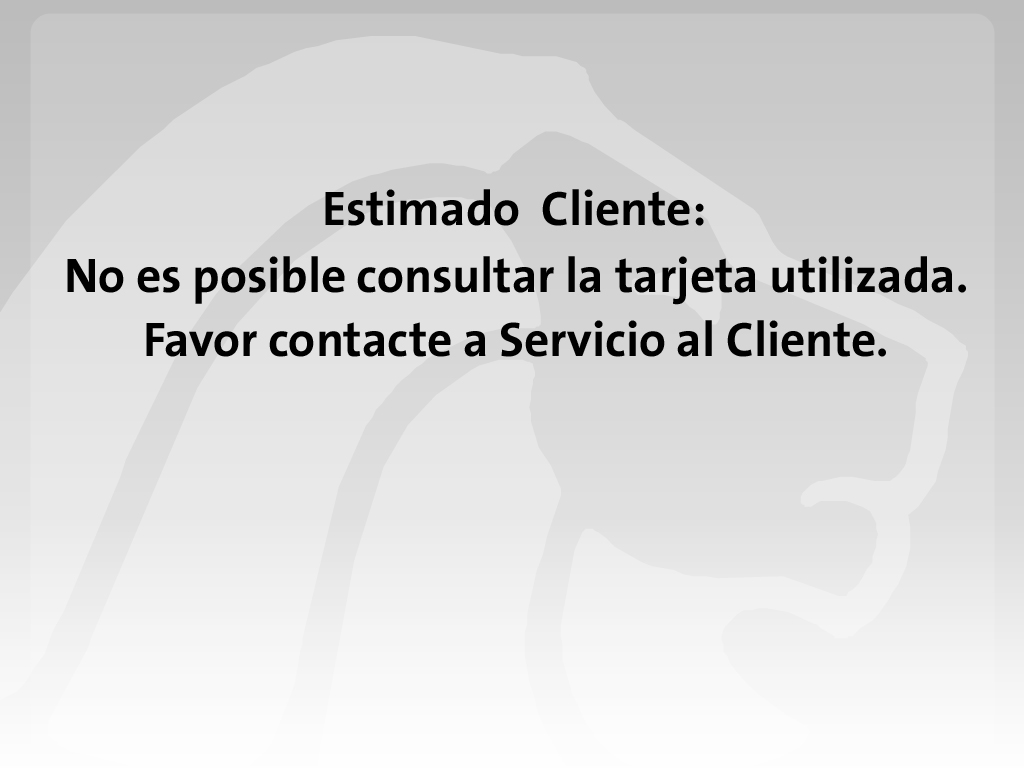 Estimado  Cliente:
No es posible consultar la tarjeta utilizada.
Favor contacte a Servicio al Cliente.